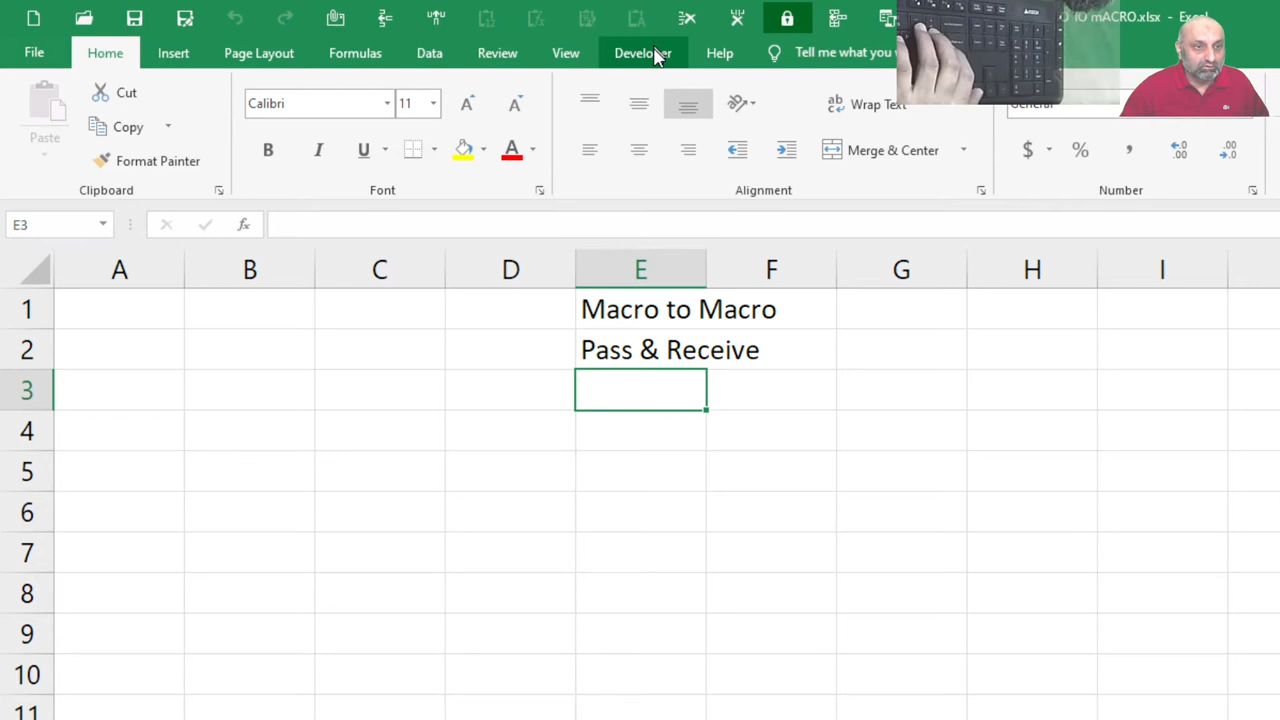 IO IO mACRO.xlsx - Excel
File Home Insert Page Layout Formulas Data Review View Developer Help Tell me what you
Calibri 11 Wrap Text General
Cut
Copy
Format Painter
Paste
B I U A Merge & Center $ % ,
Clipboard Font Alignment Number
E3 fx
A B C D E F G H I
1 Macro to Macro
2 Pass & Receive
3
4
5
6
7
8
9
10
11